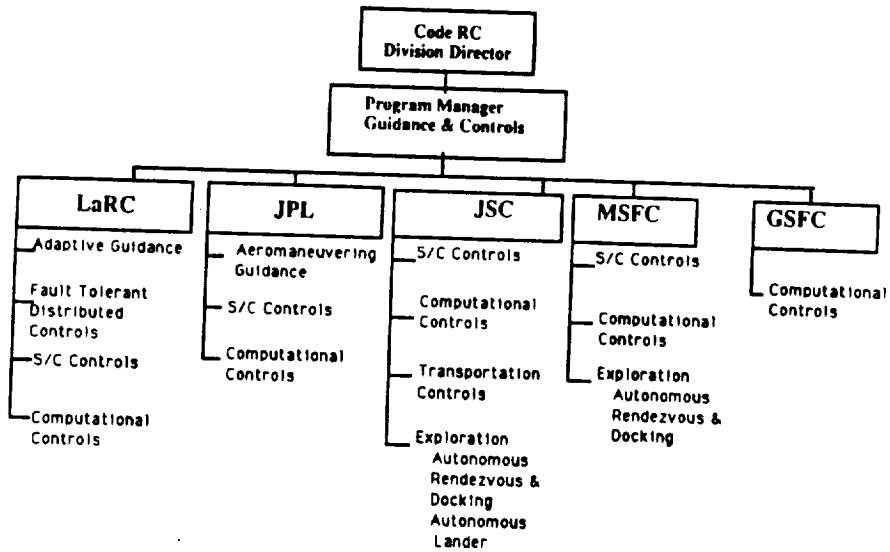 Code RC
Division Director
Program Manager
Guidance & Controls
LaRC
Adaptive Guidance
Fault Tolerant
Distributed
Controls
S/C Controls
Computational
Controls
JPL
Aeromaneuvering
Guidance
S/C Controls
Computational
Controls
JSC
S/C Controls
Computational
Controls
Transportation
Controls
Exploration
Autonomous
Rendezvous &
Docking
Autonomous
Lander
MSFC
S/C Controls
Computational
Controls
Exploration
Autonomous
Rendezvous &
Docking
GSFC
Computational
Controls